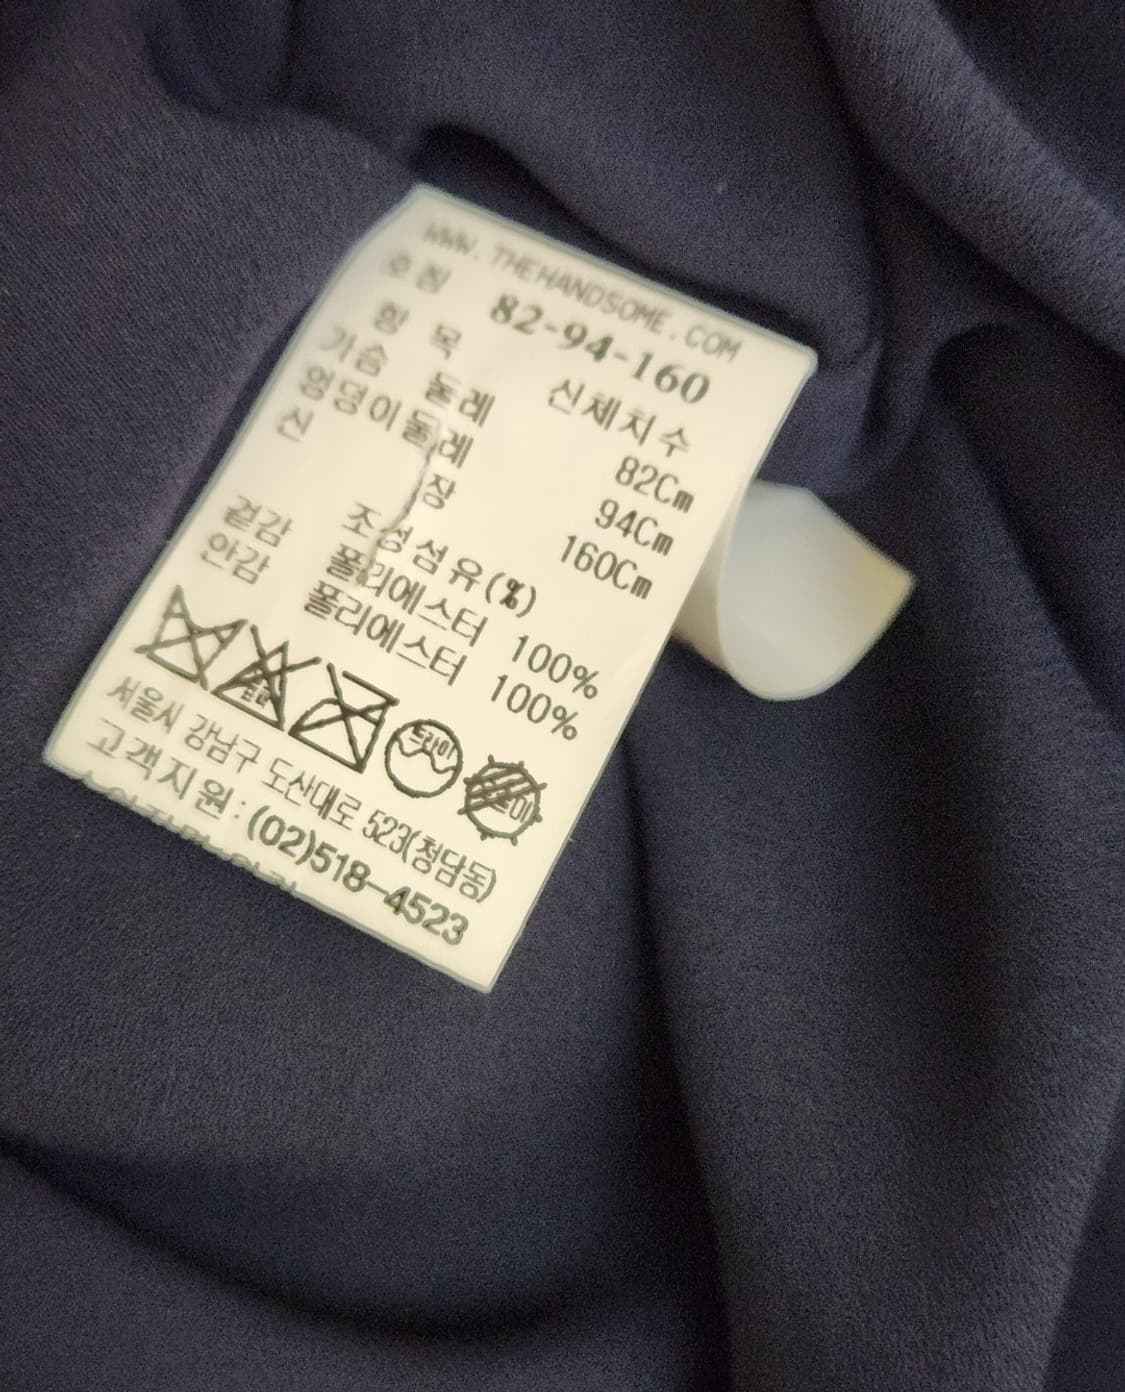 WWW.THEHANDSOME.COM
호칭 82-94-160
항 목 신체치수
가슴 둘레 82Cm
엉덩이둘레 94Cm
신 장 160Cm
조성섬유(%)
겉감 폴리에스터 100%
안감 폴리에스터 100%
표백 드라이
서울시 강남구 도산대로 523(청담동)
고객지원:(02)518-4523